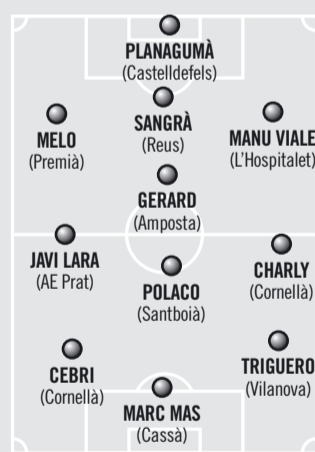 PLANAGUMÀ
(Castelldefels)
SANGRÀ
(Reus)
MELO
(Premià)
MANU VIALE
(L'Hospitalet)
GERARD
(Amposta)
JAVI LARA
(AE Prat)
CHARLY
(Cornellà)
POLACO
(Santboià)
CEBRI
(Cornellà)
TRIGUERO
(Vilanova)
MARC MAS
(Cassà)